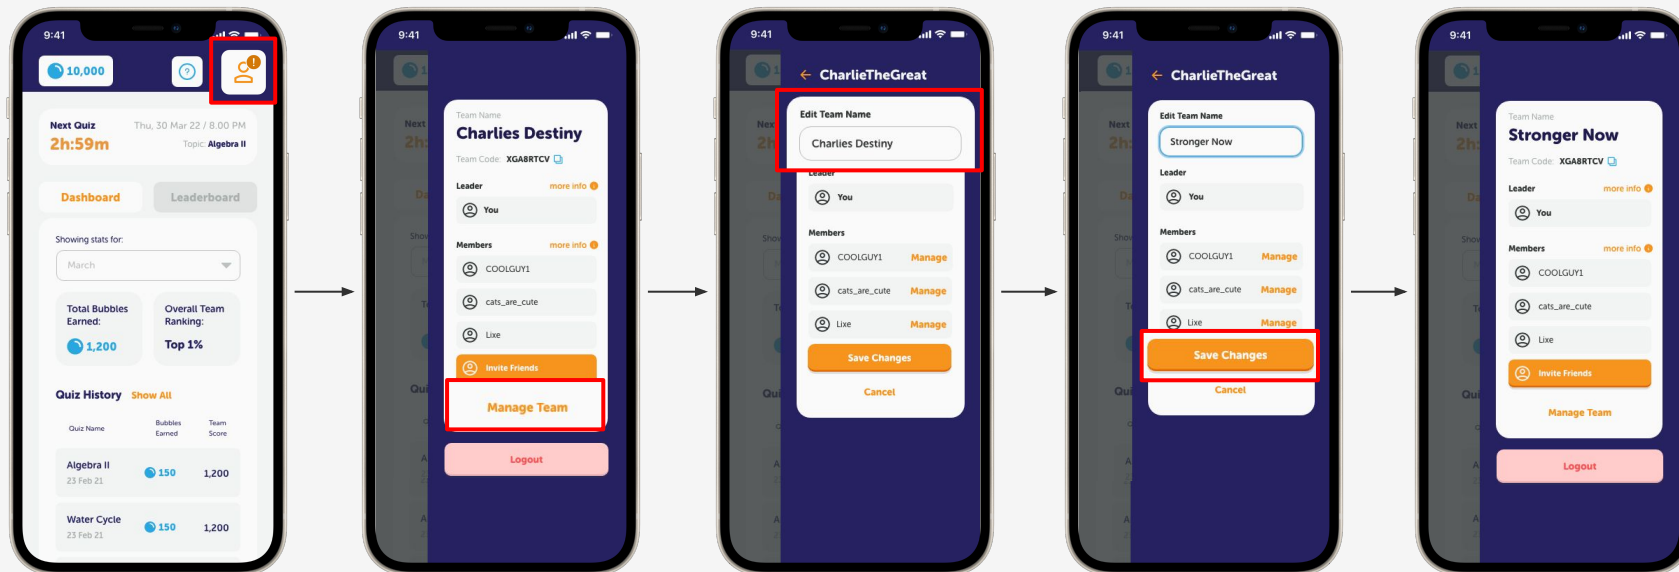 9:41
10,000
?
!
Next Quiz Thu, 30 Mar 22 / 8.00 PM
2h:59m Topic: Algebra II
Dashboard Leaderboard
Showing stats for:
March
Total Bubbles Earned:
1,200
Overall Team Ranking:
Top 1%
Quiz History Show All
Quiz Name Bubbles Earned Team Score
Algebra II 150 1,200
23 Feb 21
Water Cycle 150 1,200
23 Feb 21
9:41
Team Name
Charlies Destiny
Team Code: XGA8RTCV
Leader more info
You
Members more info
COOLGUY1
cats_are_cute
Lixe
Invite Friends
Manage Team
Logout
9:41
← CharlieTheGreat
Edit Team Name
Charlies Destiny
Leader
You
Members
COOLGUY1 Manage
cats_are_cute Manage
Lixe Manage
Save Changes
Cancel
9:41
← CharlieTheGreat
Edit Team Name
Stronger Now
Leader
You
Members
COOLGUY1 Manage
cats_are_cute Manage
Lixe Manage
Save Changes
Cancel
9:41
Team Name
Stronger Now
Team Code: XGA8RTCV
Leader more info
You
Members more info
COOLGUY1
cats_are_cute
Lixe
Invite Friends
Manage Team
Logout